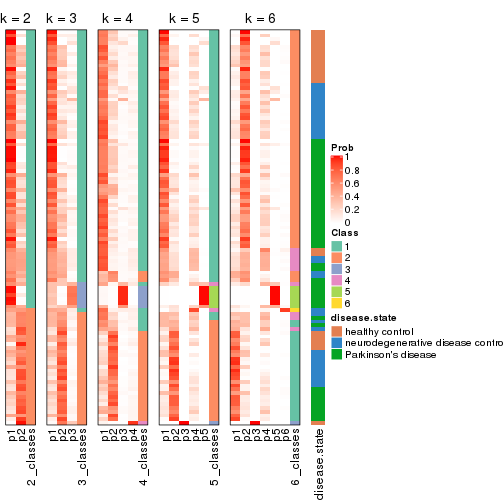 k = 2 k = 3 k = 4 k = 5 k = 6
Prob
1
0.8
0.6
0.4
0.2
0
Class
1
2
3
4
5
6
disease.state
healthy control
neurodegenerative disease contro
Parkinson's disease
p1 p2 2_classes p1 p2 p3 3_classes p1 p2 p3 p4 4_classes p1 p2 p3 p4 p5 5_classes p1 p2 p3 p4 p5 p6 6_classes disease.state